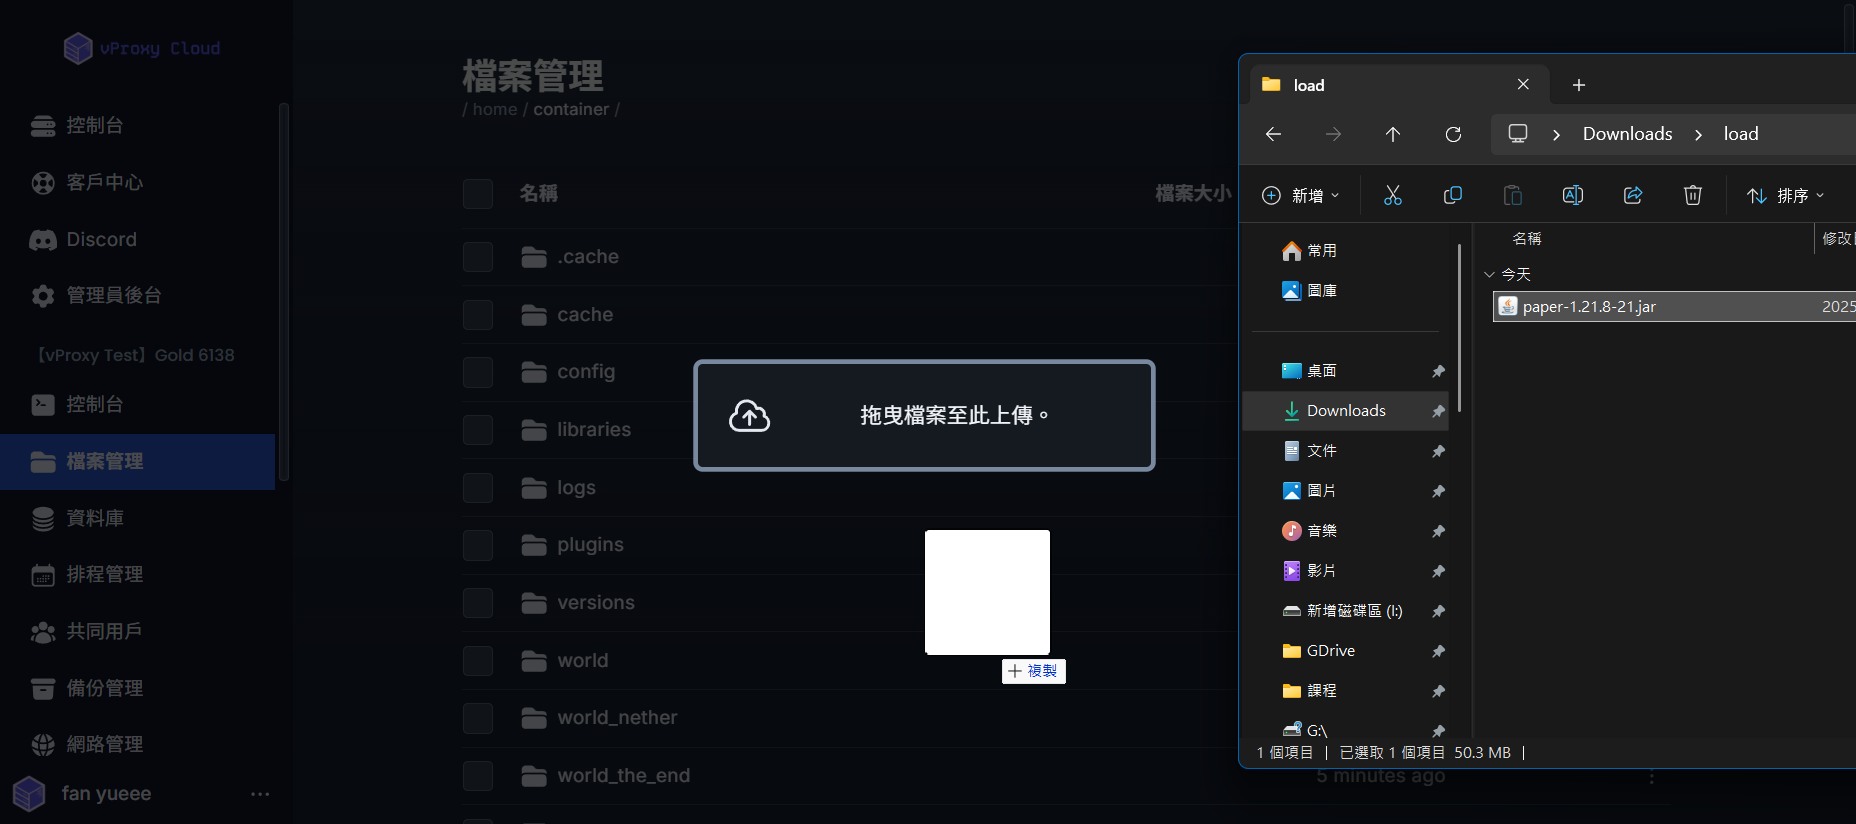 vProxy Cloud
控制台
客戶中心
Discord
管理員後台
【vProxy Test】Gold 6138
控制台
檔案管理
資料庫
排程管理
共同用戶
備份管理
網路管理
fan yueee
檔案管理
/ home / container /
名稱
檔案大小
.cache
cache
config
libraries
logs
plugins
versions
world
world_nether
world_the_end
5 minutes ago
拖曳檔案至此上傳。
+ 複製
load
Downloads > load
新增
排序
常用
圖庫
桌面
Downloads
文件
圖片
音樂
影片
新增磁碟區 (I:)
GDrive
課程
G:\
名稱
修改
今天
paper-1.21.8-21.jar
2025
1 個項目 | 已選取 1 個項目 50.3 MB |